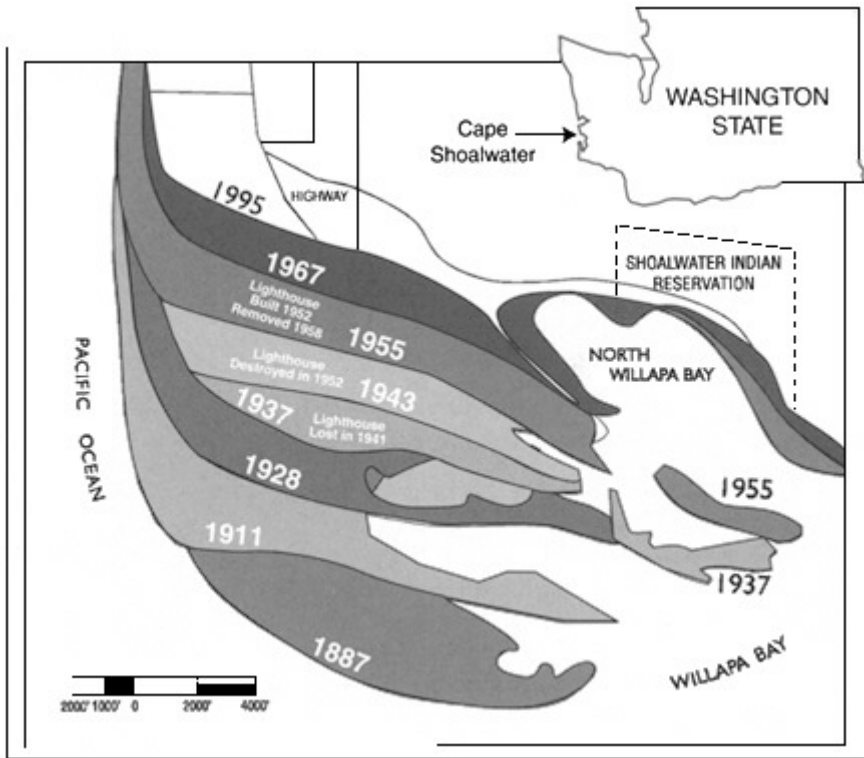 WASHINGTON
STATE
Cape
Shoalwater
HIGHWAY
1995
SHOALWATER INDIAN
RESERVATION
1967
Lighthouse
Built 1952
Removed 1958
1955
NORTH
WILLAPA BAY
Lighthouse
Destroyed in 1952
1943
PACIFIC OCEAN
1937
Lighthouse
Lost in 1941
1928
1955
1911
1937
1887
WILLAPA BAY
2000' 1000' 0 2000' 4000'